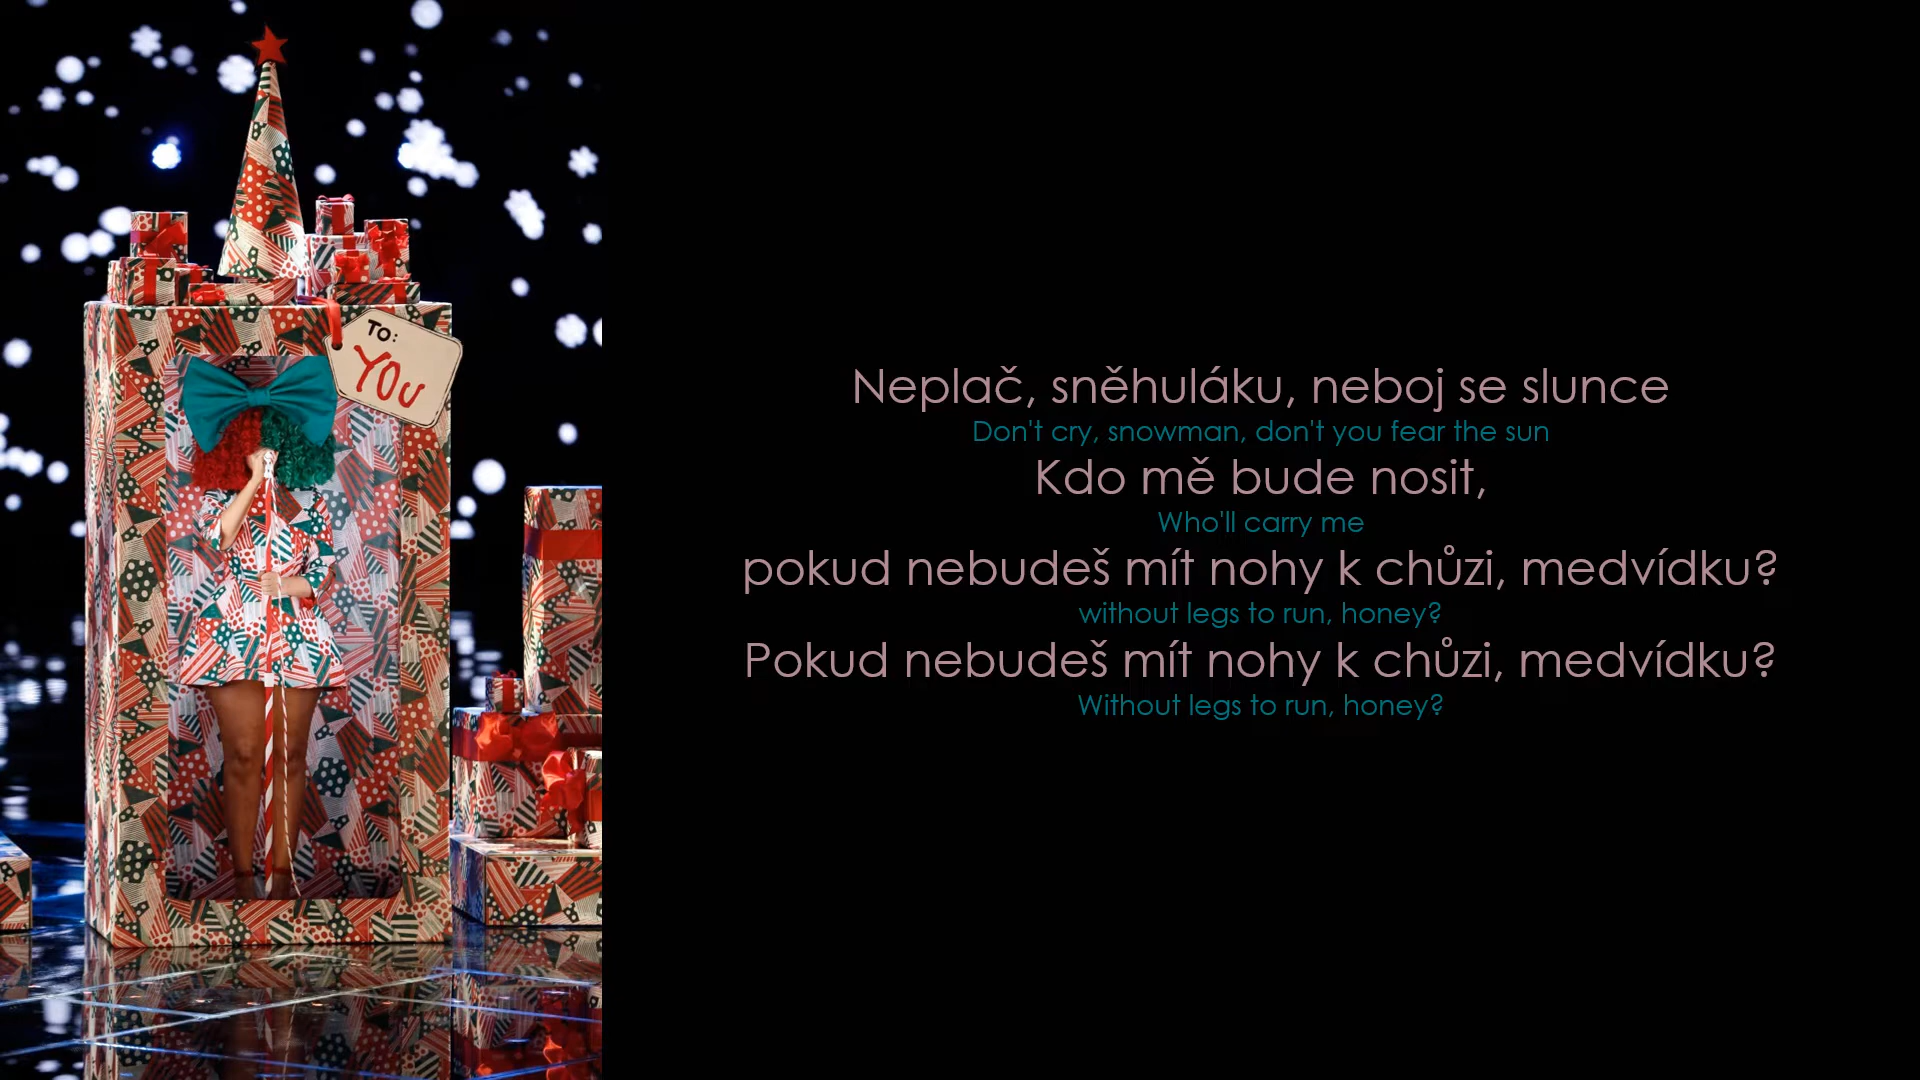 TO:
YOU
Neplač, sněhuláku, neboj se slunce
Don't cry, snowman, don't you fear the sun
Kdo mě bude nosit,
Who'll carry me
pokud nebudeš mít nohy k chůzi, medvídku?
without legs to run, honey?
Pokud nebudeš mít nohy k chůzi, medvídku?
Without legs to run, honey?